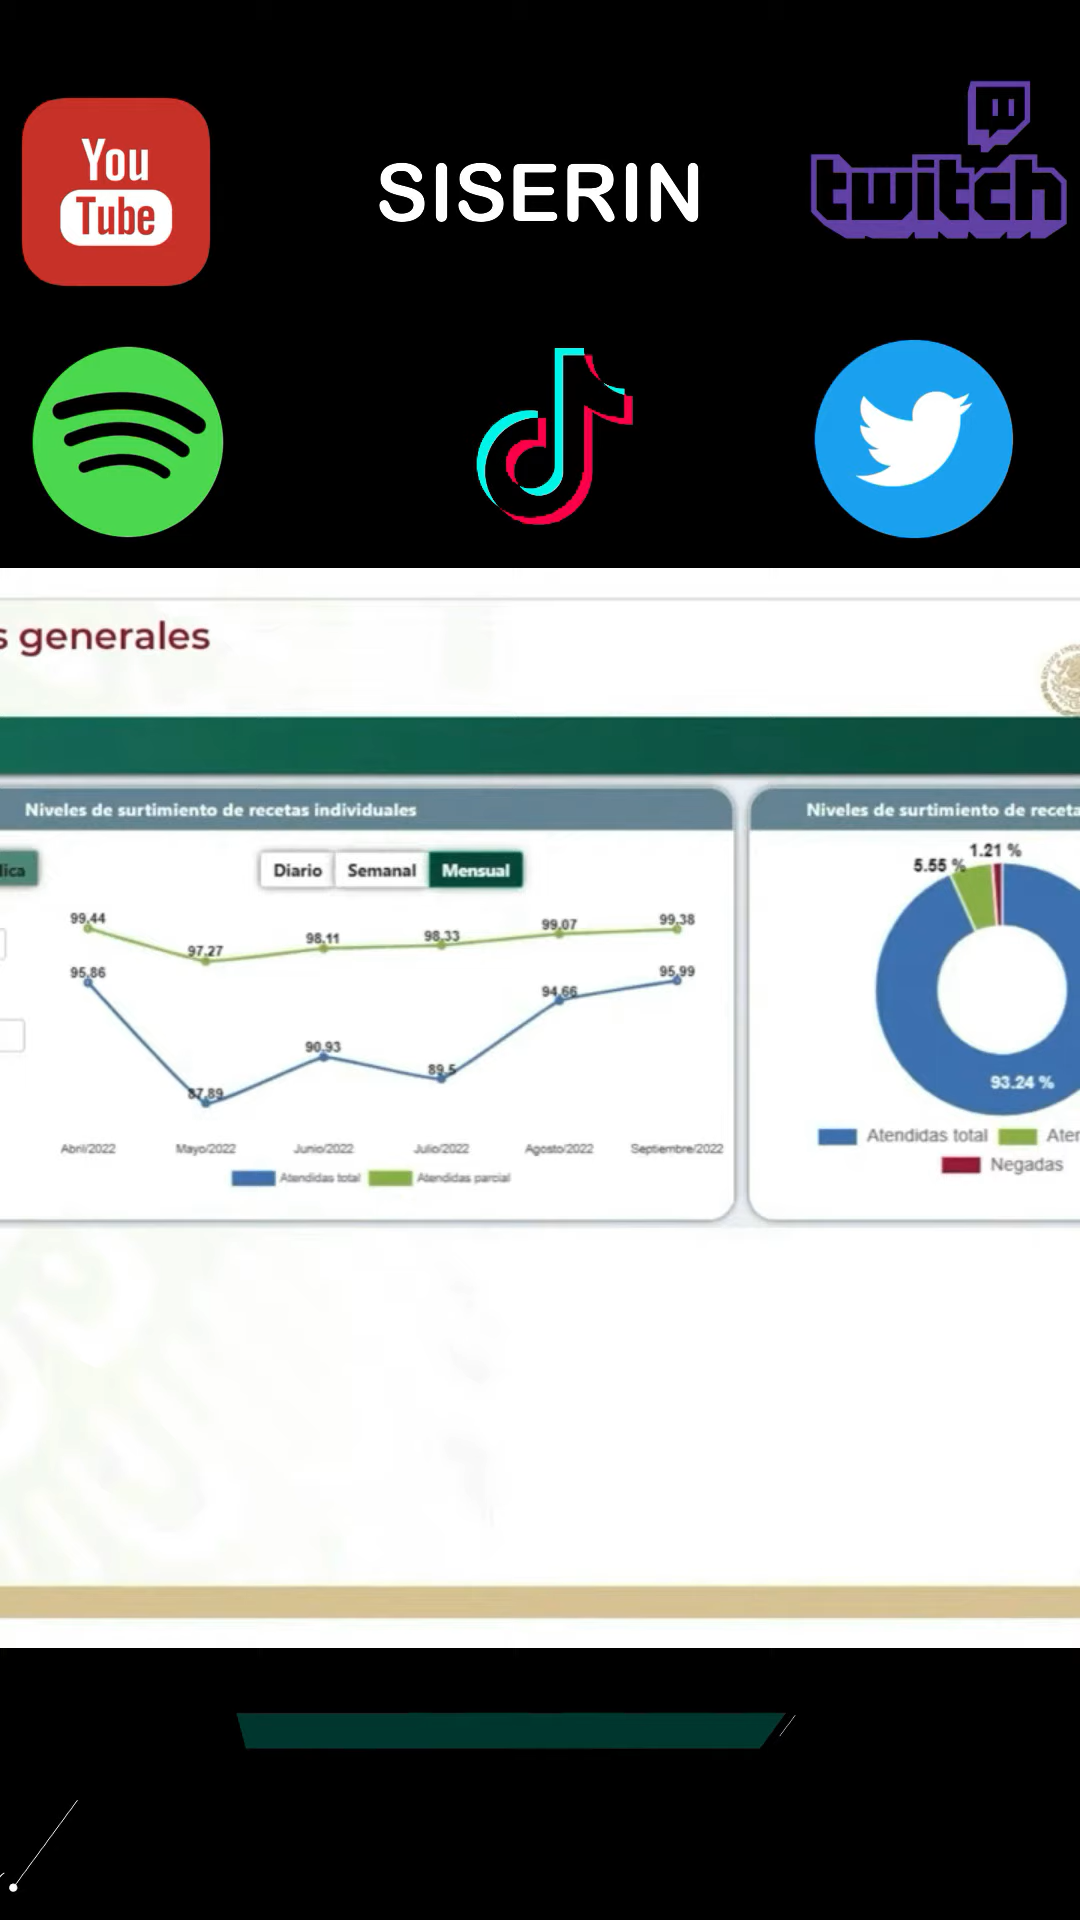 You
Tube
SISERIN
twitch
s generales
Niveles de surtimiento de recetas individuales
lica
Diario Semanal Mensual
99,44 97,27 98,11 98,33 99,07 99,38
95,86 87,89 90,93 89,5 94,66 95,99
Abril/2022 Mayo/2022 Junio/2022 Julio/2022 Agosto/2022 Septiembre/2022
Atendidas total Atendidas parcial
Niveles de surtimiento de receta
5.55 % 1.21 %
93.24 %
Atendidas total Ater
Negadas